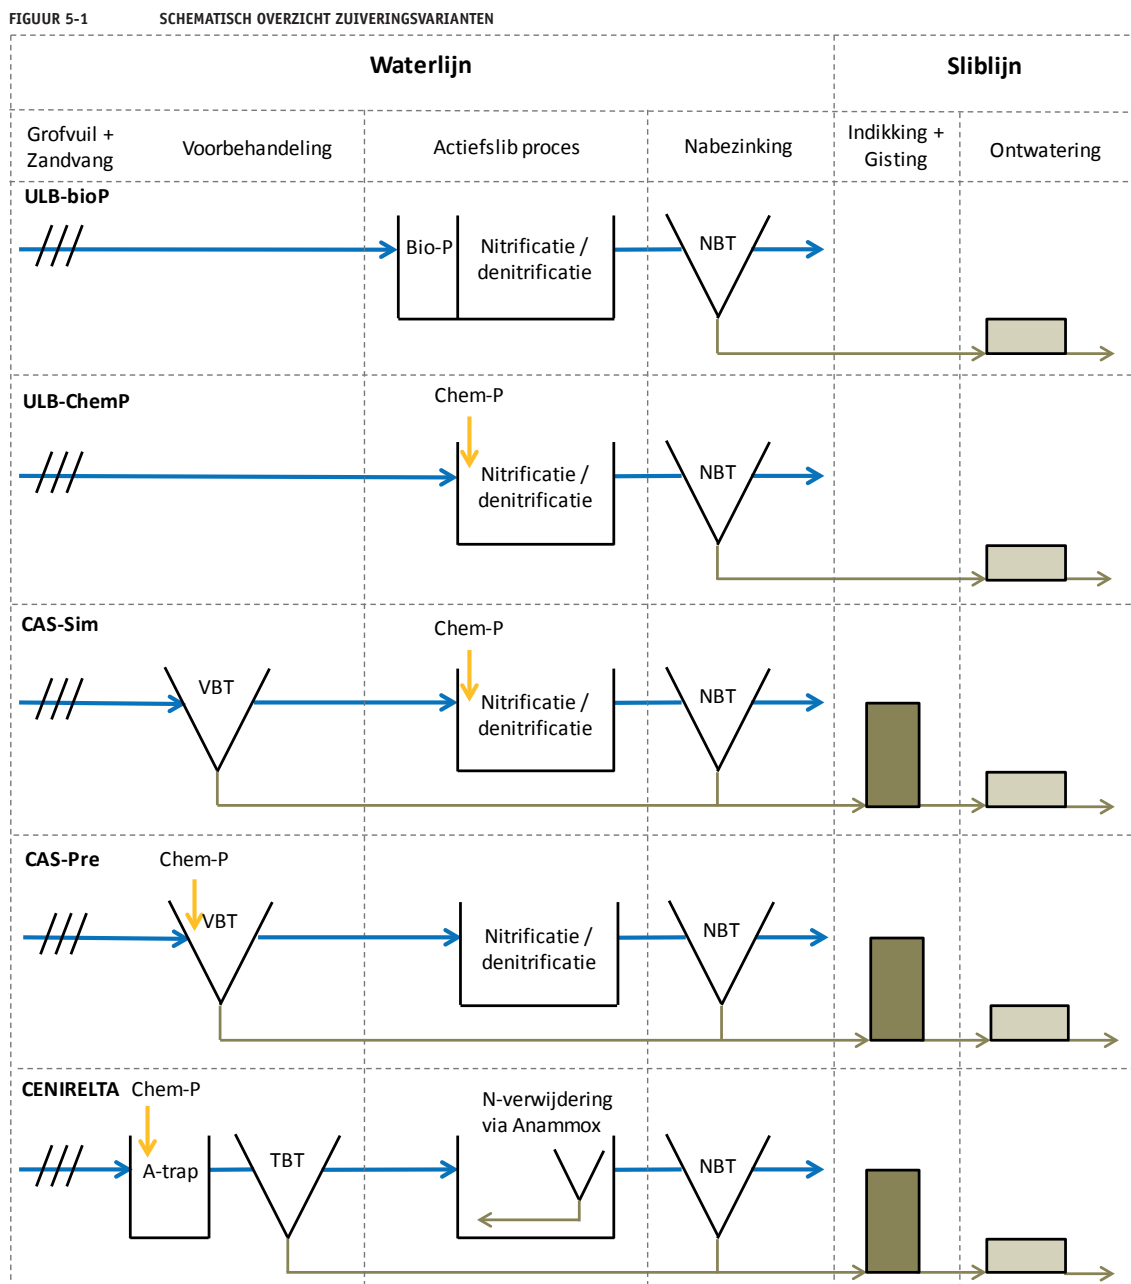 FIGUUR 5-1 SCHEMATISCH OVERZICHT ZUIVERINGSVARIANTEN
Waterlijn
Sliblijn
Grofvuil +
Zandvang
Voorbehandeling
Actiefslib proces
Nabezinking
Indikking +
Gisting
Ontwatering
ULB-bioP
Bio-P
Nitrificatie /
denitrificatie
NBT
ULB-ChemP
Chem-P
Nitrificatie /
denitrificatie
NBT
CAS-Sim
VBT
Chem-P
Nitrificatie /
denitrificatie
NBT
CAS-Pre
Chem-P
VBT
Nitrificatie /
denitrificatie
NBT
CENIRELTA
Chem-P
A-trap
TBT
N-verwijdering
via Anammox
NBT